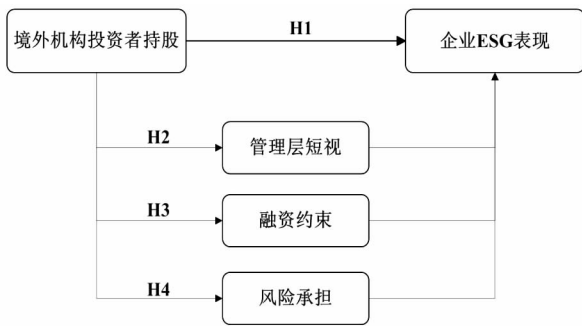 境外机构投资者持股
H1
企业ESG表现
H2
管理层短视
H3
融资约束
H4
风险承担